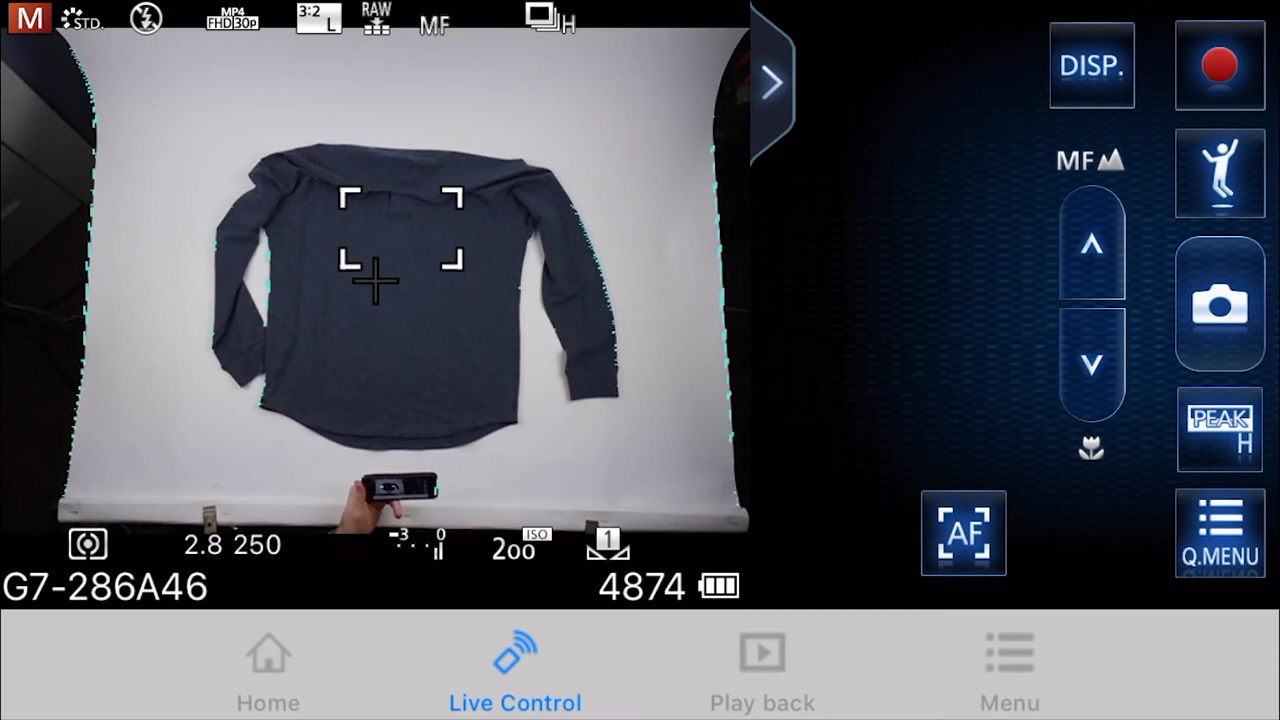 M STD. MP4 FHD 30p 3:2 L RAW MF H
DISP.
MF
PEAK H
AF
Q.MENU
2.8 250 -3 0 ISO 200 1
G7-286A46 4874
Home Live Control Play back Menu